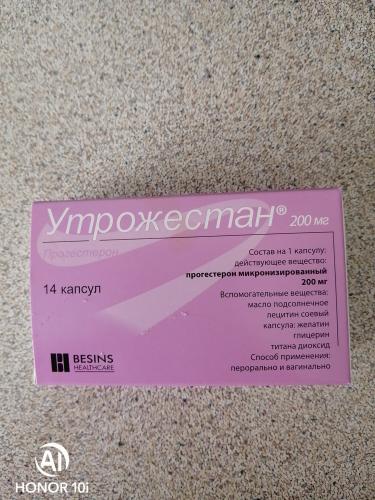 Утрожестан® 200 мг
Прогестерон
14 капсул
Состав на 1 капсулу:
действующее вещество:
прогестерон микронизированный
200 мг
Вспомогательные вещества:
масло подсолнечное
лецитин соевый
капсула: желатин
глицерин
титана диоксид
Способ применения:
перорально и вагинально
BESINS
HEALTHCARE
AI
HONOR 10i